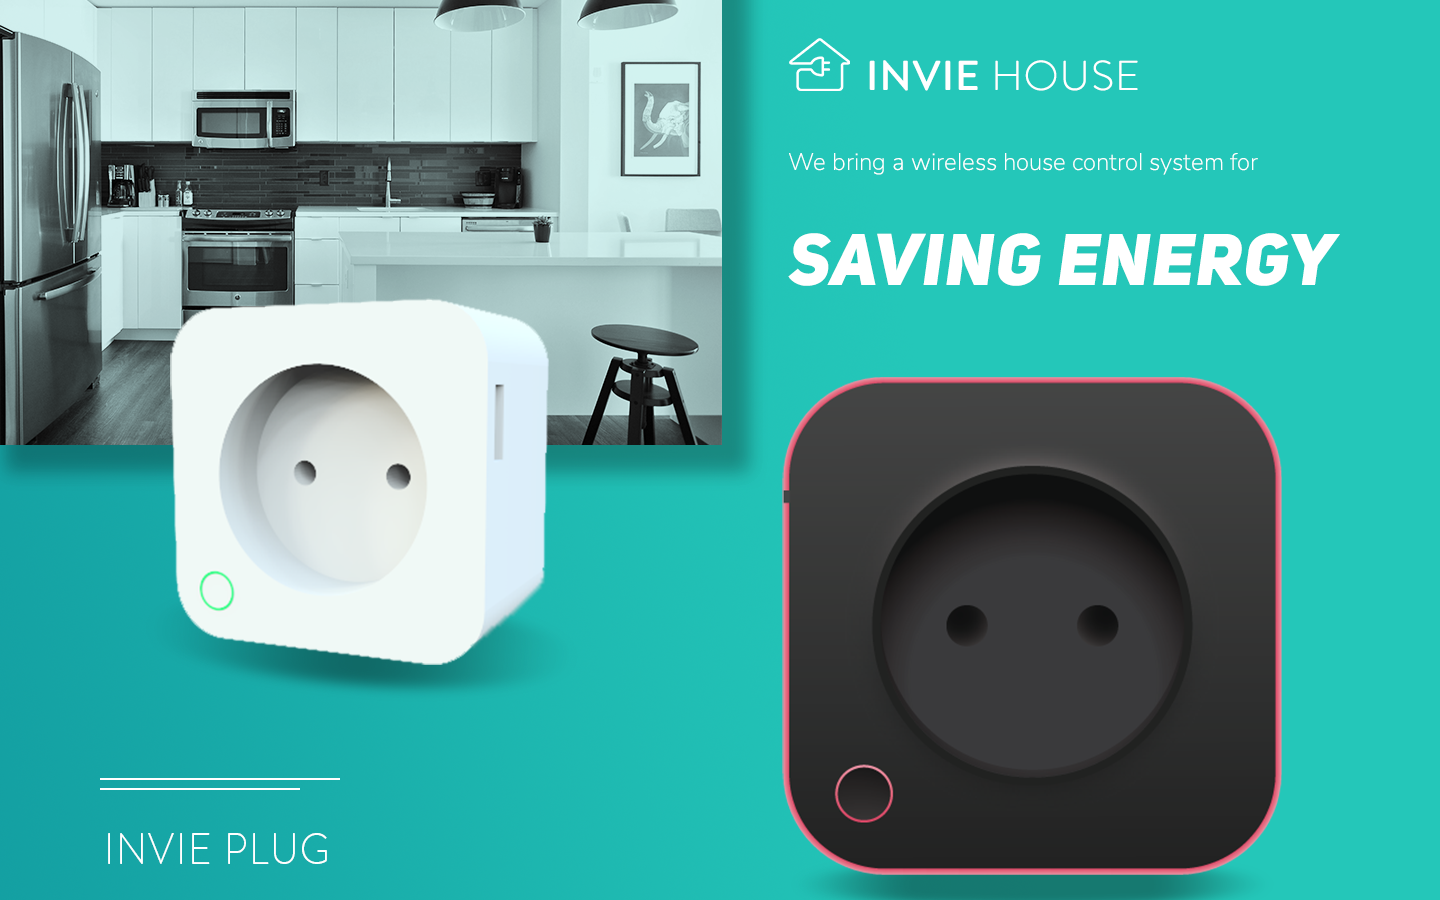 INVIE HOUSE
We bring a wireless house control system for
SAVING ENERGY
INVIE PLUG